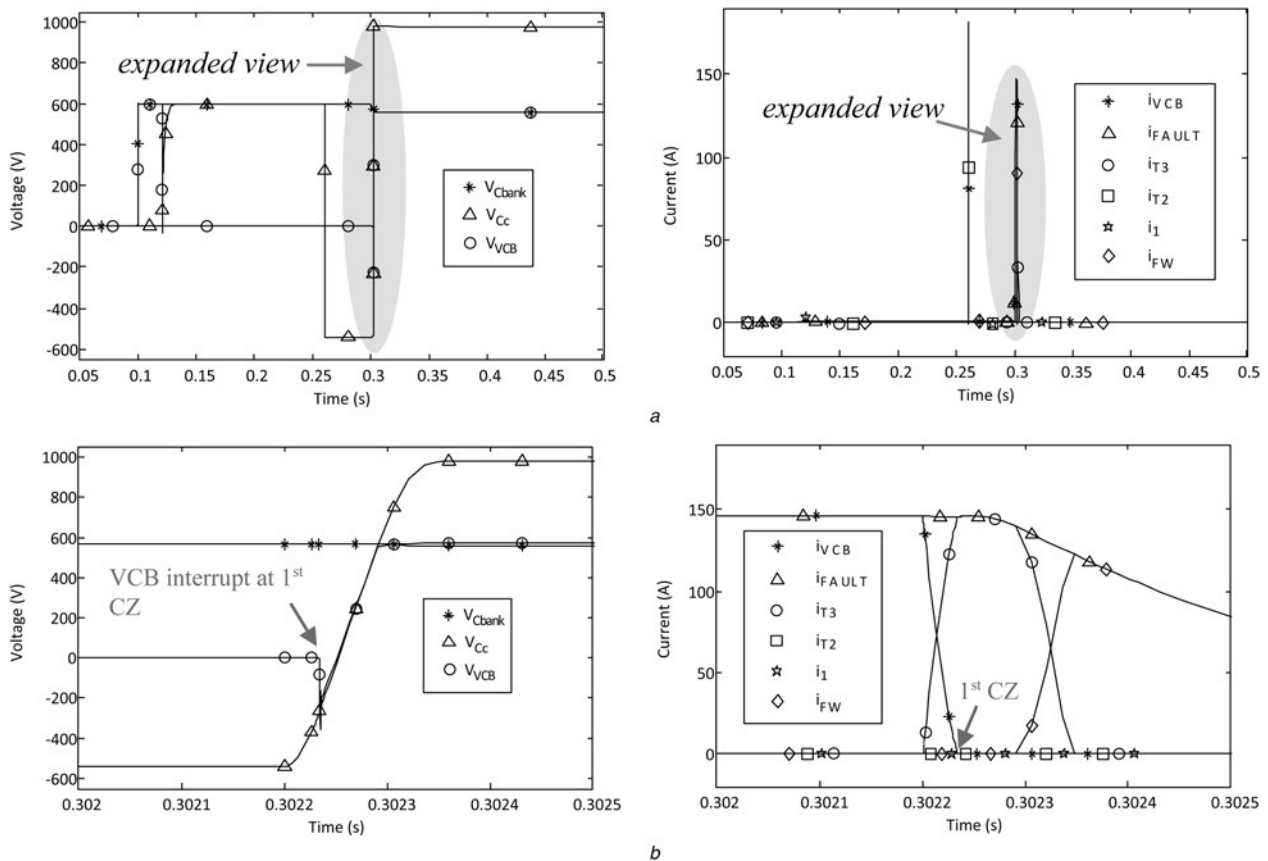 1000
800
600
400
200
0
-200
-400
-600
Voltage (V)
expanded view
V_Cbank
V_Cc
V_VCB
0.05 0.1 0.15 0.2 0.25 0.3 0.35 0.4 0.45 0.5
Time (s)
150
100
50
0
Current (A)
expanded view
i_VCB
i_FAULT
i_T3
i_T2
i_1
i_FW
0.05 0.1 0.15 0.2 0.25 0.3 0.35 0.4 0.45 0.5
Time (s)
a
1000
800
600
400
200
0
-200
-400
-600
Voltage (V)
VCB interrupt at 1st
CZ
V_Cbank
V_Cc
V_VCB
0.302 0.3021 0.3022 0.3023 0.3024 0.3025
Time (s)
150
100
50
0
Current (A)
i_VCB
i_FAULT
i_T3
i_T2
i_1
i_FW
1st CZ
0.302 0.3021 0.3022 0.3023 0.3024 0.3025
Time (s)
b